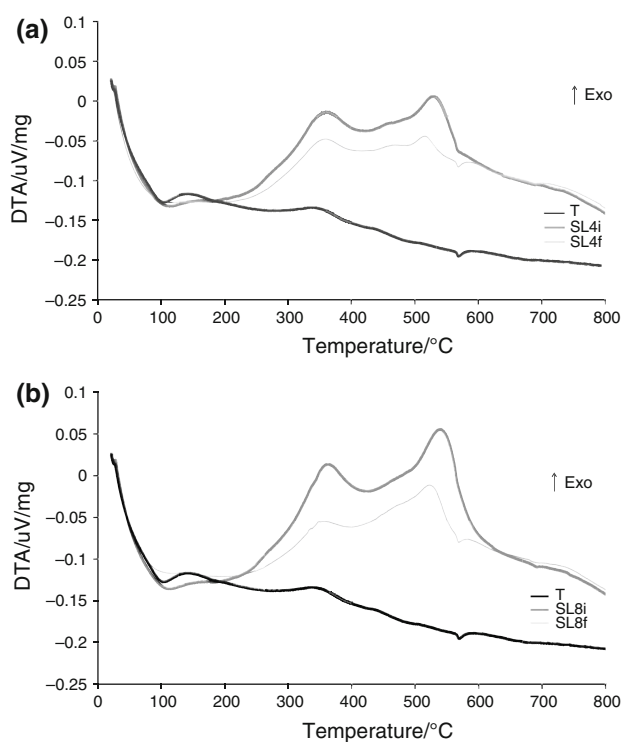 (a)
0.1
0.05
0
−0.05
−0.1
−0.15
−0.2
−0.25
DTA/uV/mg
↑ Exo
T
SL4i
SL4f
0 100 200 300 400 500 600 700 800
Temperature/°C
(b)
0.1
0.05
0
−0.05
−0.1
−0.15
−0.2
−0.25
DTA/uV/mg
↑ Exo
T
SL8i
SL8f
0 100 200 300 400 500 600 700 800
Temperature/°C